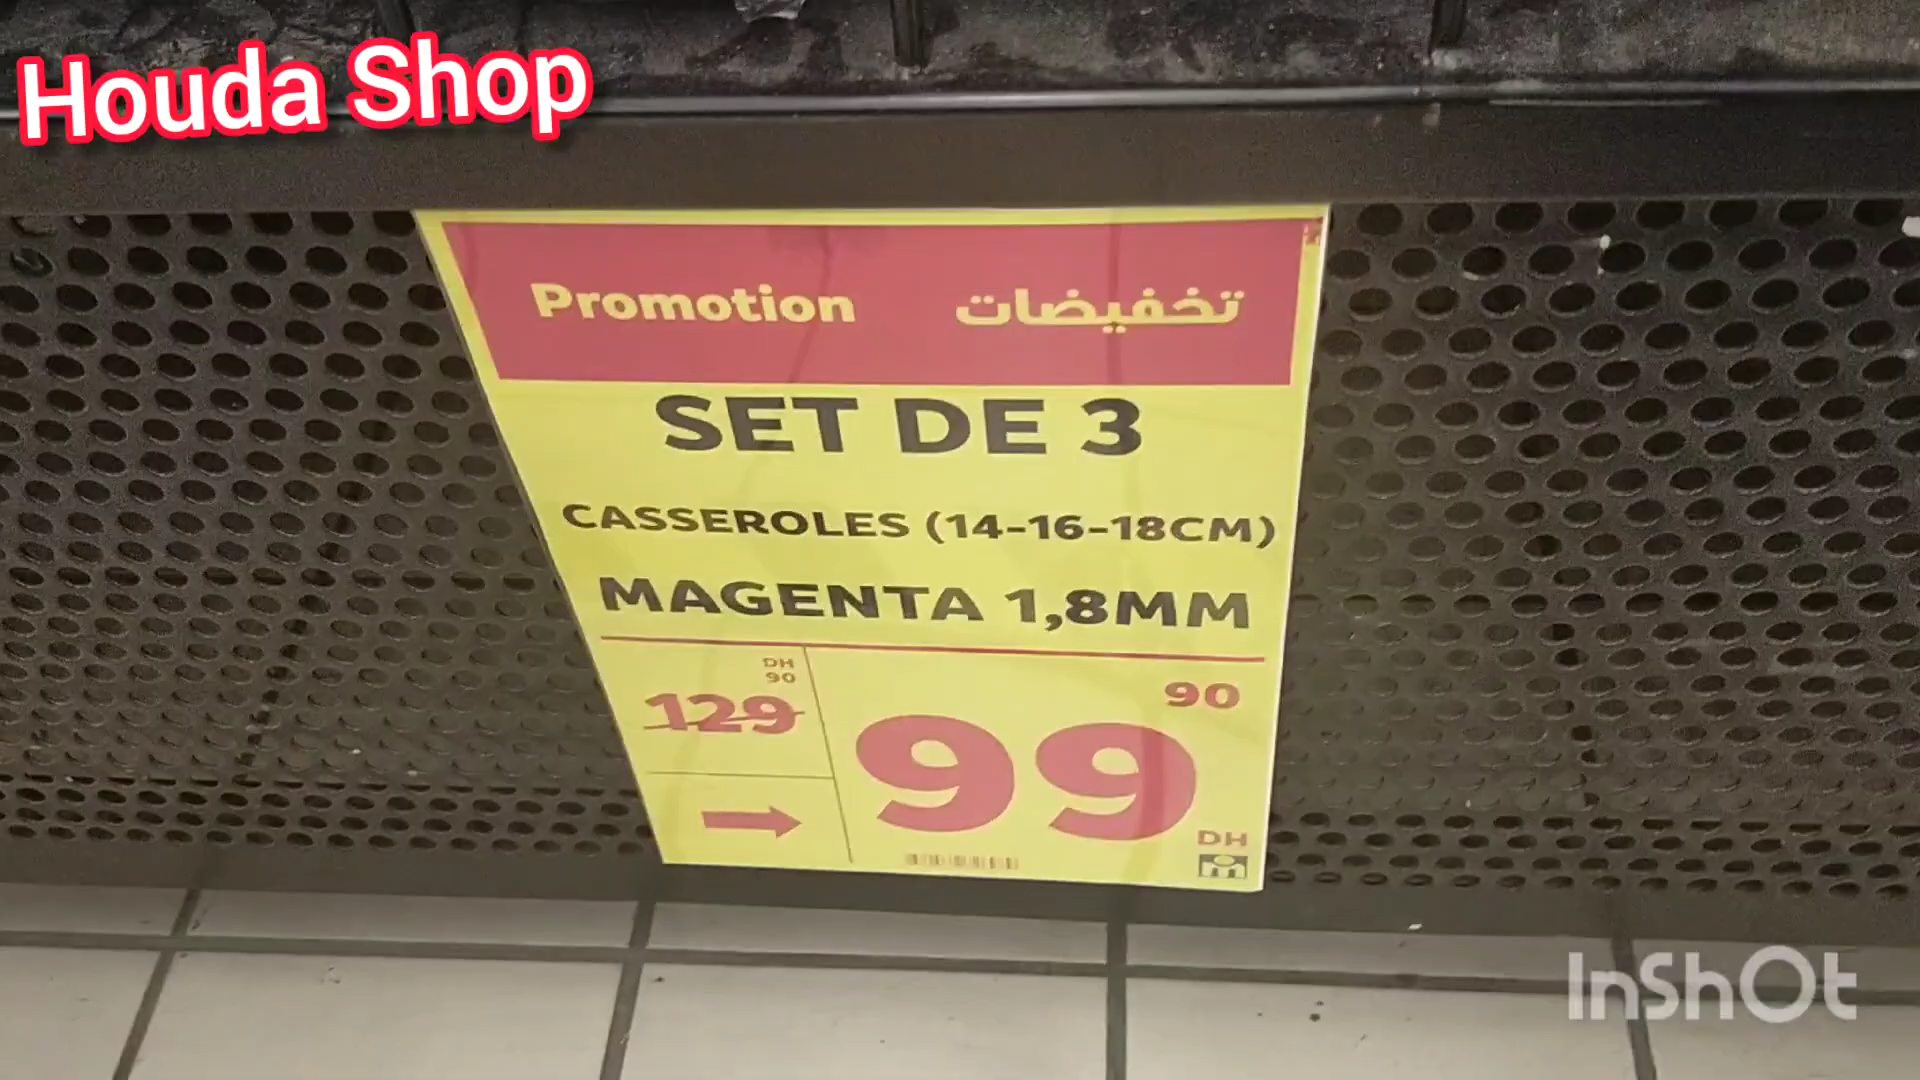 Houda Shop
Promotion تخفيضات
SET DE 3
CASSEROLES (14-16-18CM)
MAGENTA 1,8MM
DH
90
129
90
99
DH
InShOt